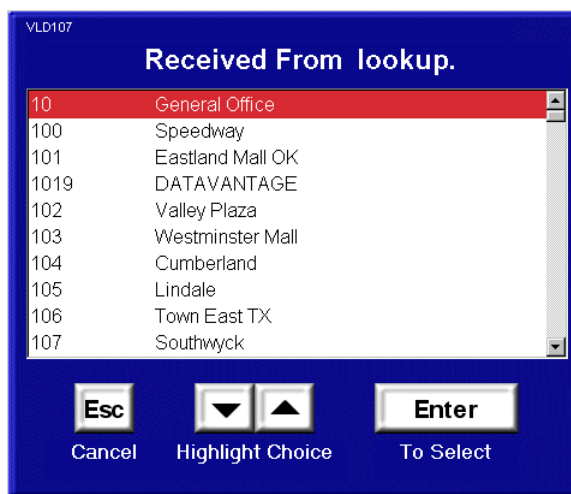 VLD107
Received From lookup.
10 General Office
100 Speedway
101 Eastland Mall OK
1019 DATAVANTAGE
102 Valley Plaza
103 Westminster Mall
104 Cumberland
105 Lindale
106 Town East TX
107 Southwyck
Esc Enter
Cancel Highlight Choice To Select